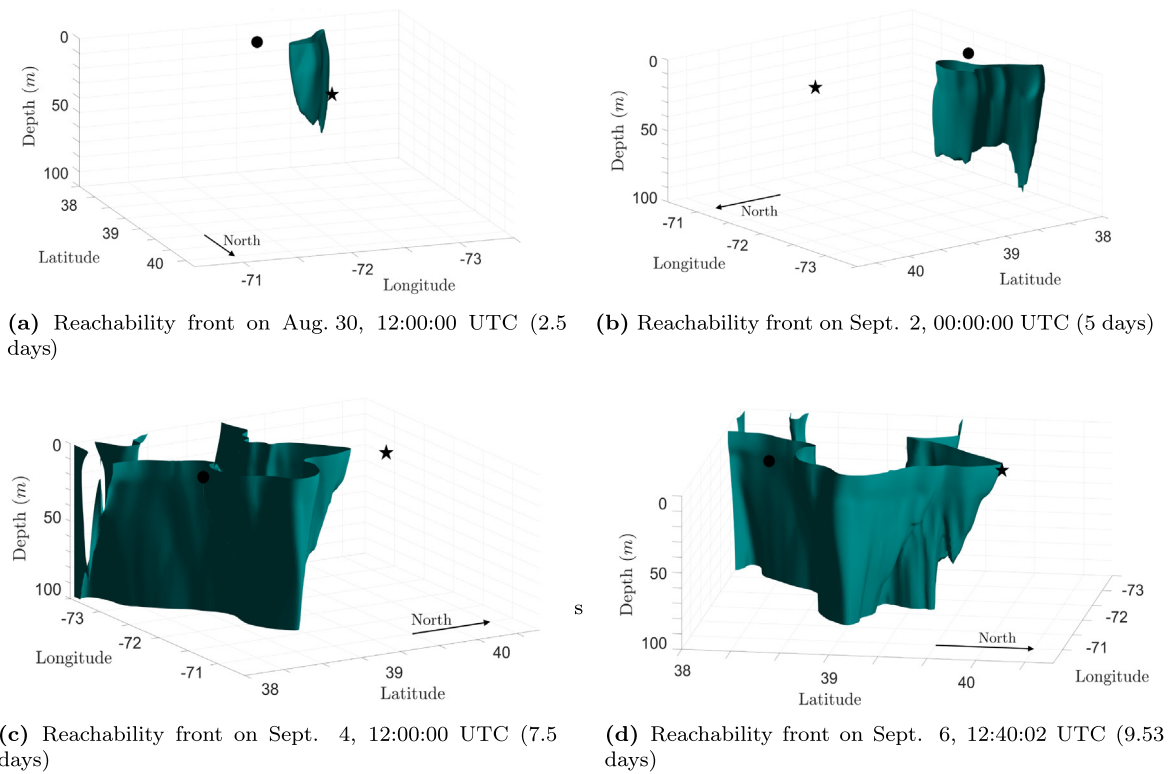 0
50
100
Depth (m)
38
39
40
Latitude
North
-71
-72
-73
Longitude
(a) Reachability front on Aug. 30, 12:00:00 UTC (2.5
days)
0
50
100
Depth (m)
-71
-72
-73
Longitude
North
40
39
38
Latitude
(b) Reachability front on Sept. 2, 00:00:00 UTC (5 days)
0
50
100
Depth (m)
-73
-72
-71
Longitude
North
38
39
40
Latitude
(c) Reachability front on Sept. 4, 12:00:00 UTC (7.5
days)
s
0
50
100
Depth (m)
38
39
40
Latitude
North
-73
-72
-71
Longitude
(d) Reachability front on Sept. 6, 12:40:02 UTC (9.53
days)